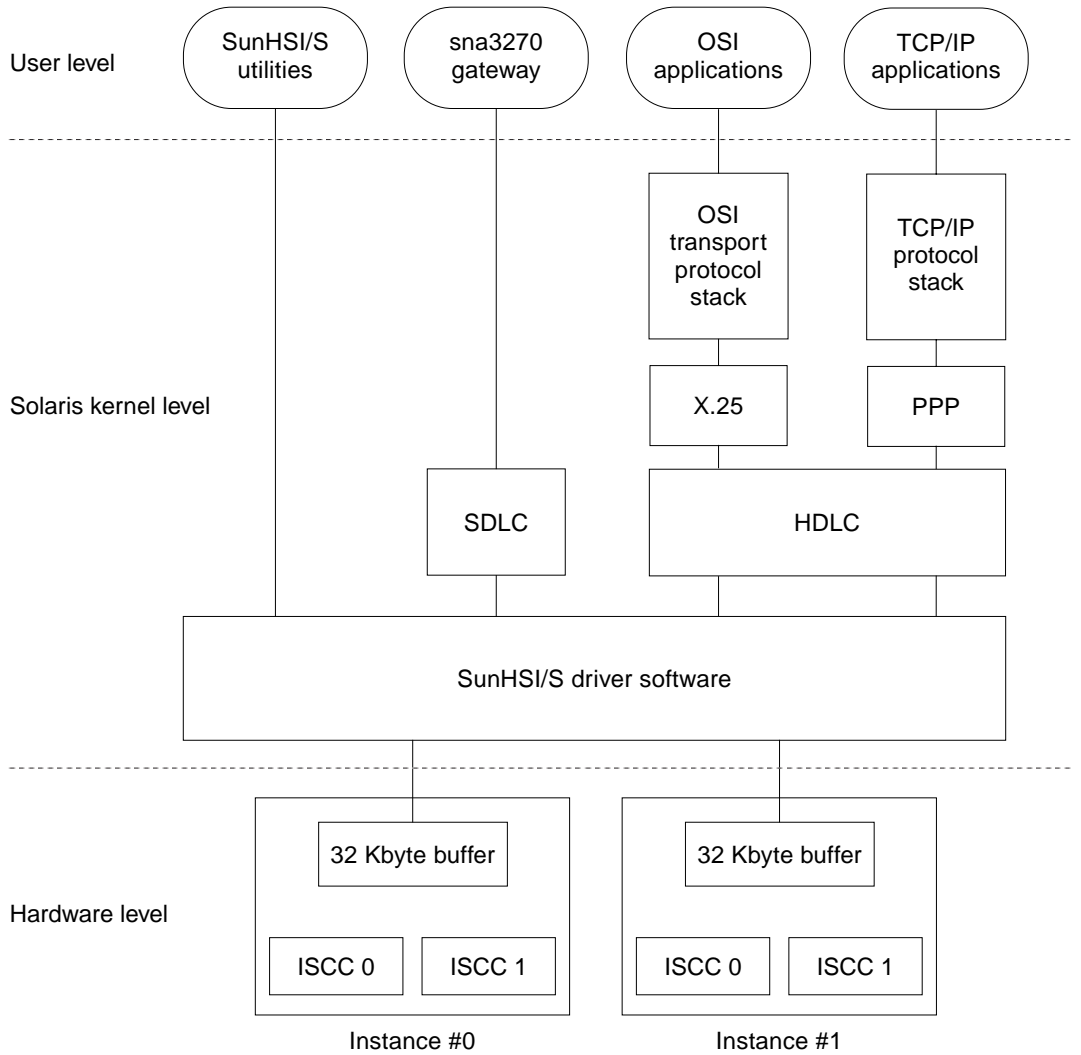 User level
SunHSI/S
utilities
sna3270
gateway
OSI
applications
TCP/IP
applications
Solaris kernel level
OSI
transport
protocol
stack
TCP/IP
protocol
stack
X.25
PPP
SDLC
HDLC
SunHSI/S driver software
Hardware level
32 Kbyte buffer
ISCC 0
ISCC 1
Instance #0
32 Kbyte buffer
ISCC 0
ISCC 1
Instance #1